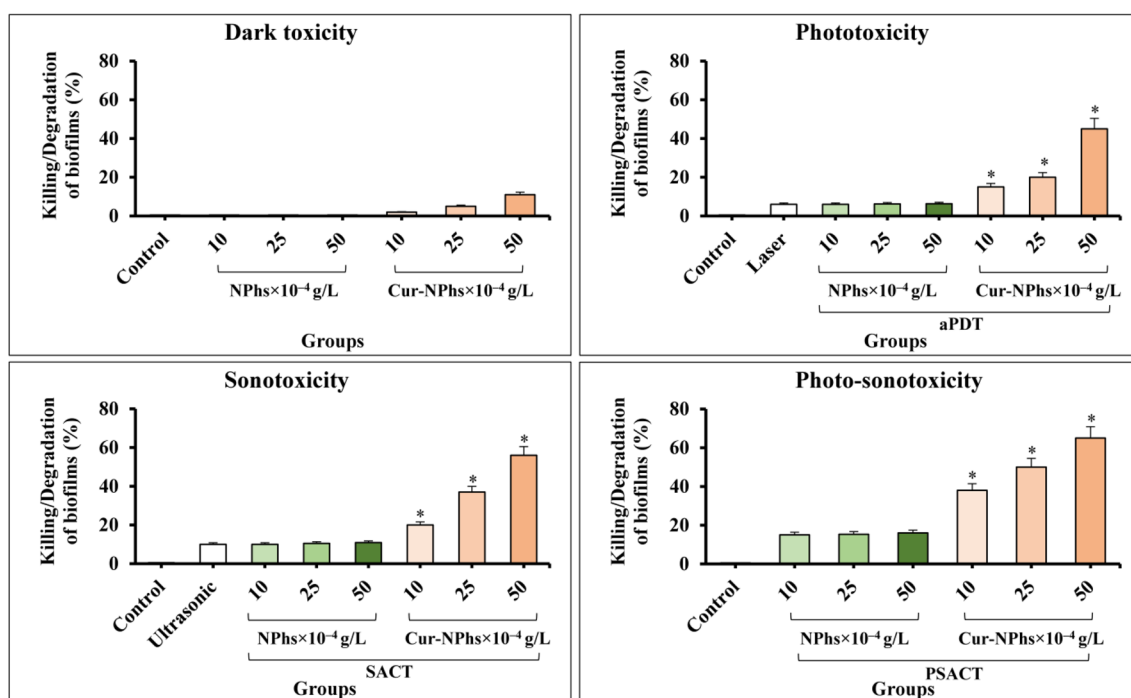 Dark toxicity
Killing/Degradation
of biofilms (%)
80
60
40
20
0
Control
10
25
50
10
25
50
NPhs×10⁻⁴ g/L
Cur-NPhs×10⁻⁴ g/L
Groups
Phototoxicity
Killing/Degradation
of biofilms (%)
80
60
40
20
0
*
*
*
Control
Laser
10
25
50
10
25
50
NPhs×10⁻⁴ g/L
Cur-NPhs×10⁻⁴ g/L
aPDT
Groups
Sonotoxicity
Killing/Degradation
of biofilms (%)
80
60
40
20
0
*
*
*
Control
Ultrasonic
10
25
50
10
25
50
NPhs×10⁻⁴ g/L
Cur-NPhs×10⁻⁴ g/L
SACT
Groups
Photo-sonotoxicity
Killing/Degradation
of biofilms (%)
80
60
40
20
0
*
*
*
Control
10
25
50
10
25
50
NPhs×10⁻⁴ g/L
Cur-NPhs×10⁻⁴ g/L
PSACT
Groups